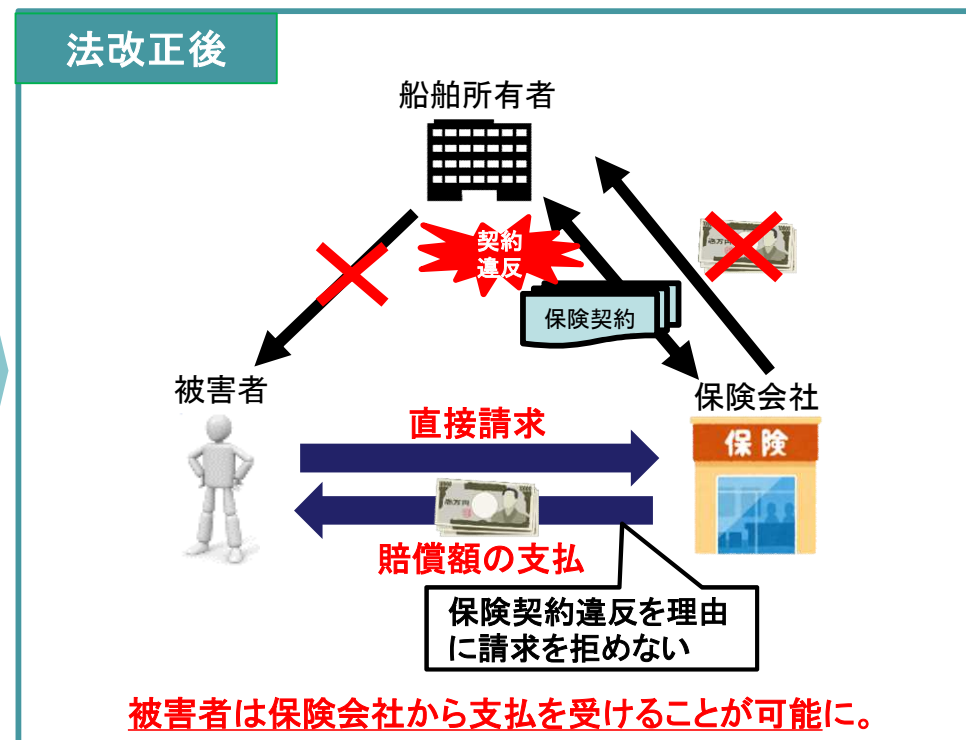 法改正後
船舶所有者
契約
違反
保険契約
被害者
保険会社
直接請求
保険
壱万円
賠償額の支払
保険契約違反を理由
に請求を拒めない
被害者は保険会社から支払を受けることが可能に。